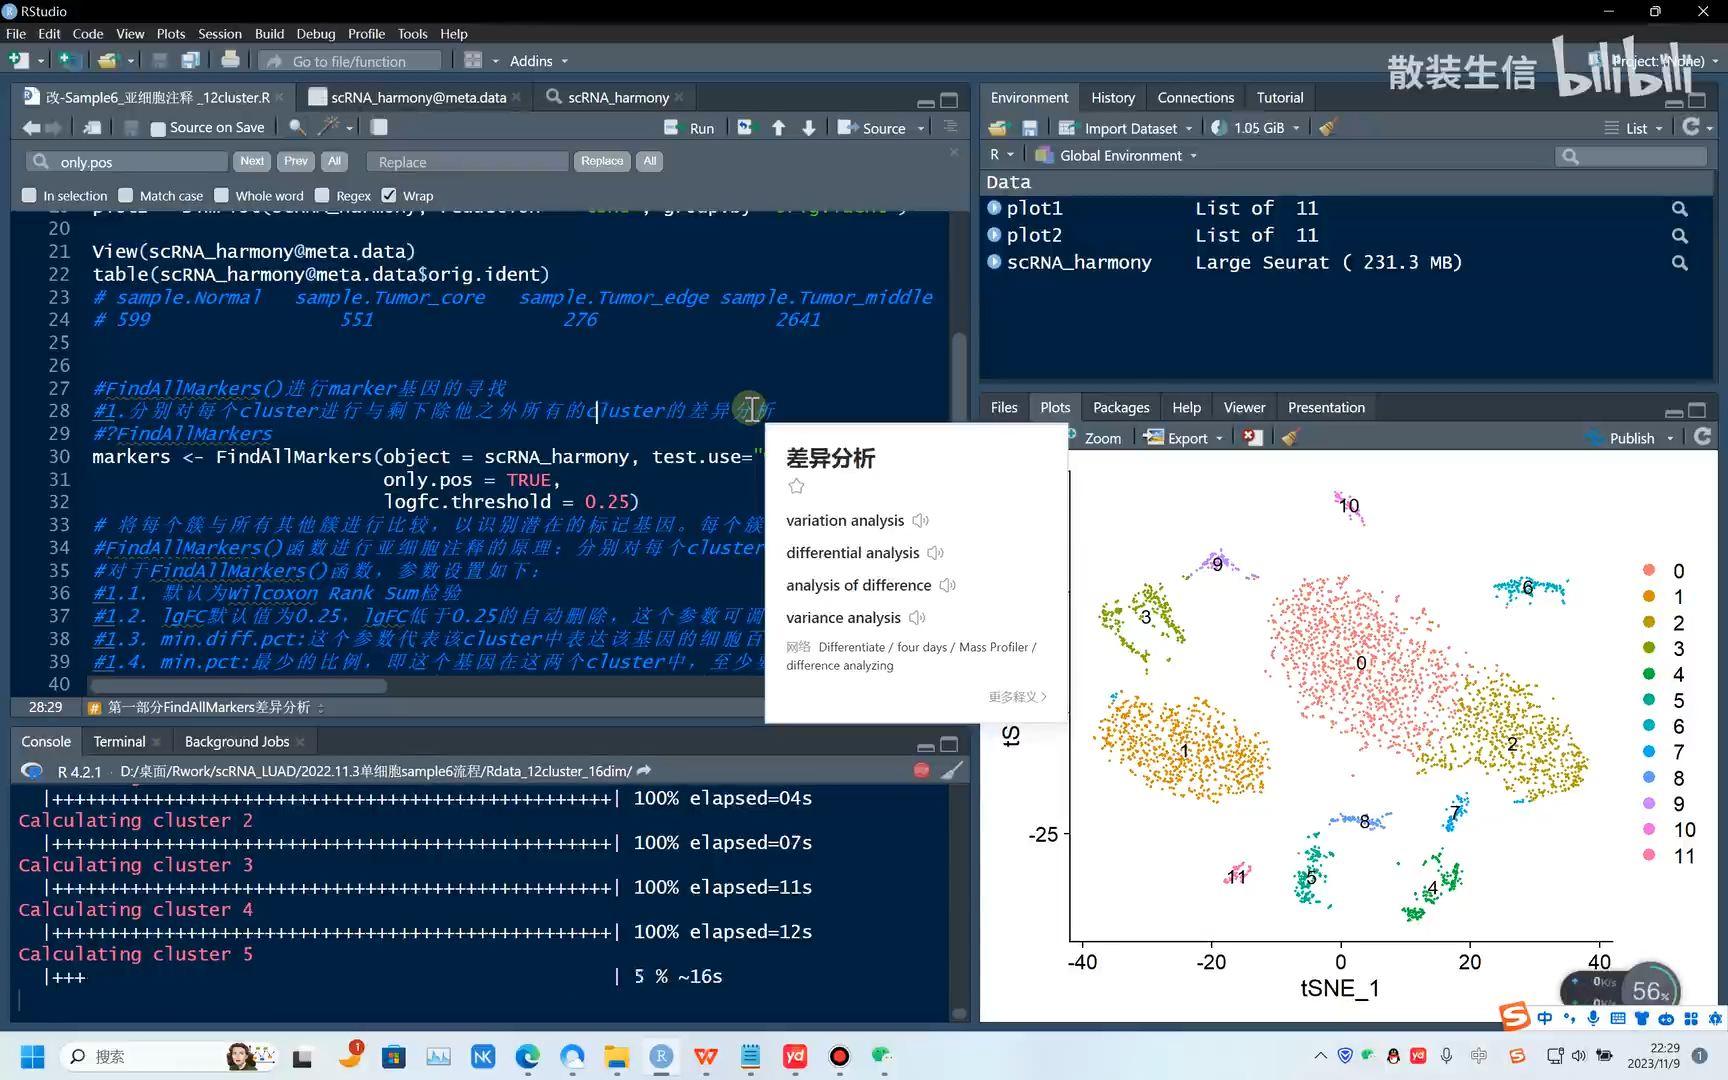 RStudio
File Edit Code View Plots Session Build Debug Profile Tools Help
Go to file/function
Addins
散装生信 bilibili
Project: (None)
改-Sample6_亚细胞注释 _12cluster.R
scRNA_harmony@meta.data
scRNA_harmony
Source on Save
Run
Source
only.pos
Next
Prev
All
Replace
Replace
All
In selection
Match case
Whole word
Regex
Wrap
20
21 View(scRNA_harmony@meta.data)
22 table(scRNA_harmony@meta.data$orig.ident)
23 # sample.Normal sample.Tumor_core sample.Tumor_edge sample.Tumor_middle
24 # 599 551 276 2641
25
26
27 #FindAllMarkers()进行marker基因的寻找
28 #1.分别对每个cluster进行与剩下除他之外所有的cluster的差异分析
29 #?FindAllMarkers
30 markers <- FindAllMarkers(object = scRNA_harmony, test.use="
31 only.pos = TRUE,
32 logfc.threshold = 0.25)
33 # 将每个簇与所有其他簇进行比较，以识别潜在的标记基因。每个簇
34 #FindAllMarkers()函数进行亚细胞注释的原理：分别对每个cluster
35 #对于FindAllMarkers()函数，参数设置如下：
36 #1.1. 默认为Wilcoxon Rank Sum检验
37 #1.2. lgFC默认值为0.25，lgFC低于0.25的自动删除，这个参数可调
38 #1.3. min.diff.pct:这个参数代表该cluster中表达该基因的细胞百
39 #1.4. min.pct:最少的比例，即这个基因在这两个cluster中，至少
40
28:29
第一部分FindAllMarkers差异分析
差异分析
variation analysis
differential analysis
analysis of difference
variance analysis
网络 Differentiate / four days / Mass Profiler /
difference analyzing
更多释义
Console
Terminal
Background Jobs
R 4.2.1 · D:/桌面/Rwork/scRNA_LUAD/2022.11.3单细胞sample6流程/Rdata_12cluster_16dim/
|++++++++++++++++++++++++++++++++++++++++++++++++++| 100% elapsed=04s
Calculating cluster 2
|++++++++++++++++++++++++++++++++++++++++++++++++++| 100% elapsed=07s
Calculating cluster 3
|++++++++++++++++++++++++++++++++++++++++++++++++++| 100% elapsed=11s
Calculating cluster 4
|++++++++++++++++++++++++++++++++++++++++++++++++++| 100% elapsed=12s
Calculating cluster 5
|+++ | 5 % ~16s
Environment
History
Connections
Tutorial
Import Dataset
1.05 GiB
List
R
Global Environment
Data
plot1 List of 11
plot2 List of 11
scRNA_harmony Large Seurat ( 231.3 MB)
Files
Plots
Packages
Help
Viewer
Presentation
Zoom
Export
Publish
10
9
6
3
0
1
2
7
8
11
5
4
-25
-40
-20
0
20
40
tSNE_1
0
1
2
3
4
5
6
7
8
9
10
11
0K/s
0K/s
56%
中
搜索
22:29
2023/11/9